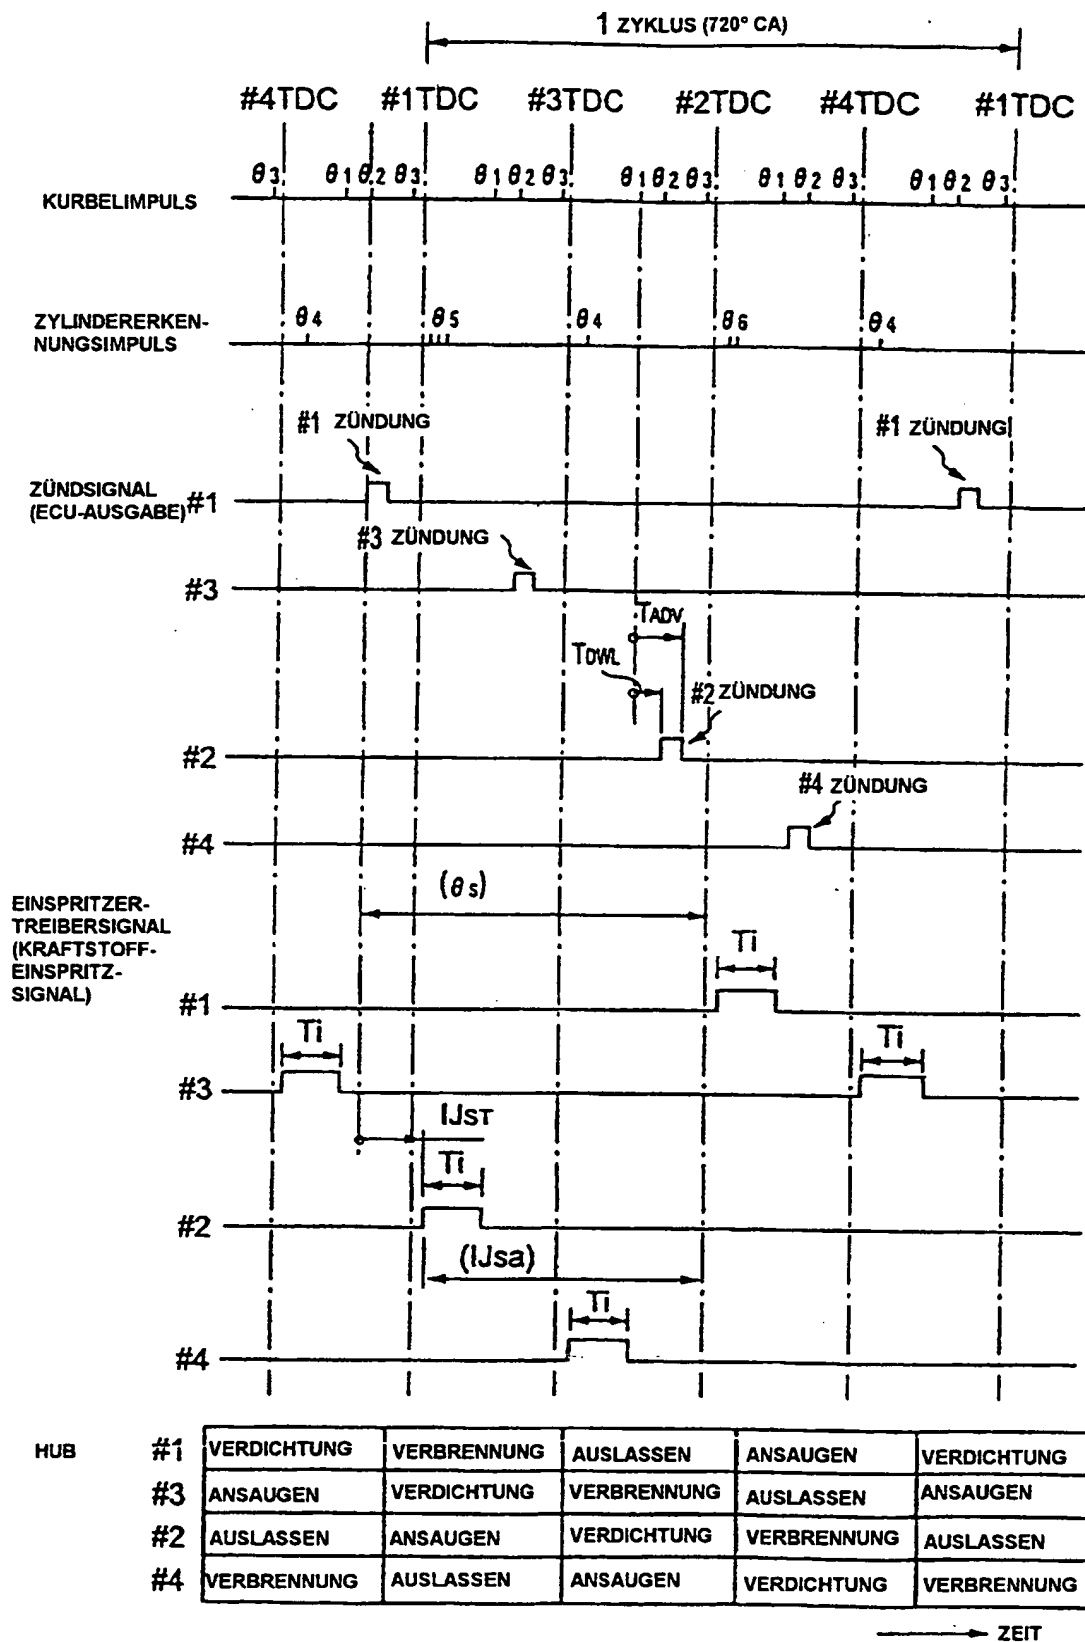 1 ZYKLUS (720° CA)
#4TDC #1TDC #3TDC #2TDC #4TDC #1TDC
θ3 θ1 θ2 θ3 θ1 θ2 θ3 θ1 θ2 θ3 θ1 θ2 θ3 θ1 θ2 θ3
KURBELIMPULS
θ4 θ5 θ4 θ6 θ4
ZYLINDERERKEN-
NUNGSIMPULS
#1 ZÜNDUNG
#1 ZÜNDUNG
ZÜNDSIGNAL
(ECU-AUSGABE) #1
#3 ZÜNDUNG
#3
TADV
TDWL
#2 ZÜNDUNG
#2
#4 ZÜNDUNG
#4
(θs)
EINSPRITZER-
TREIBERSIGNAL
(KRAFTSTOFF-
EINSPRITZ-
SIGNAL)
Ti
#1
Ti Ti
#3
IJST
Ti
#2
(IJsa)
Ti
#4
HUB #1 VERDICHTUNG VERBRENNUNG AUSLASSEN ANSAUGEN VERDICHTUNG
#3 ANSAUGEN VERDICHTUNG VERBRENNUNG AUSLASSEN ANSAUGEN
#2 AUSLASSEN ANSAUGEN VERDICHTUNG VERBRENNUNG AUSLASSEN
#4 VERBRENNUNG AUSLASSEN ANSAUGEN VERDICHTUNG VERBRENNUNG
ZEIT